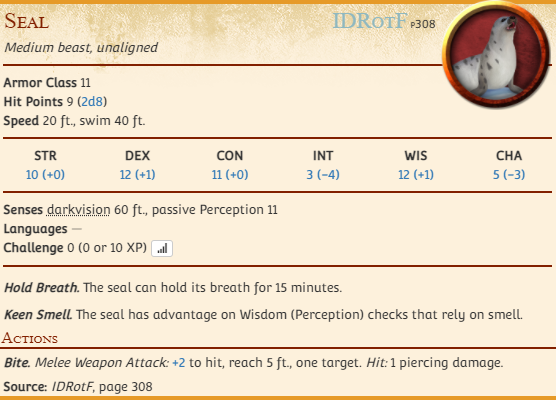 Seal IDRotF p308
Medium beast, unaligned
Armor Class 11
Hit Points 9 (2d8)
Speed 20 ft., swim 40 ft.
STR DEX CON INT WIS CHA
10 (+0) 12 (+1) 11 (+0) 3 (−4) 12 (+1) 5 (−3)
Senses darkvision 60 ft., passive Perception 11
Languages —
Challenge 0 (0 or 10 XP)
Hold Breath. The seal can hold its breath for 15 minutes.
Keen Smell. The seal has advantage on Wisdom (Perception) checks that rely on smell.
Actions
Bite. Melee Weapon Attack: +2 to hit, reach 5 ft., one target. Hit: 1 piercing damage.
Source: IDRotF, page 308